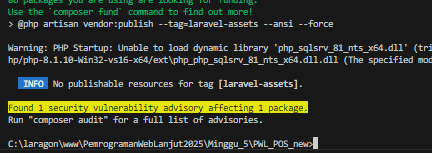 80 packages you are using are looking for funding.
Use the `composer fund` command to find out more!
> @php artisan vendor:publish --tag=laravel-assets --ansi --force
Warning: PHP Startup: Unable to load dynamic library 'php_sqlsrv_81_nts_x64.dll' (tri
hp/php-8.1.10-Win32-vs16-x64/ext\php_php_sqlsrv_81_nts_x64.dll.dll (The specified mod
INFO No publishable resources for tag [laravel-assets].
Found 1 security vulnerability advisory affecting 1 package.
Run "composer audit" for a full list of advisories.
C:\laragon\www\PemrogramanWebLanjut2025\Minggu_5\PWL_POS_new>